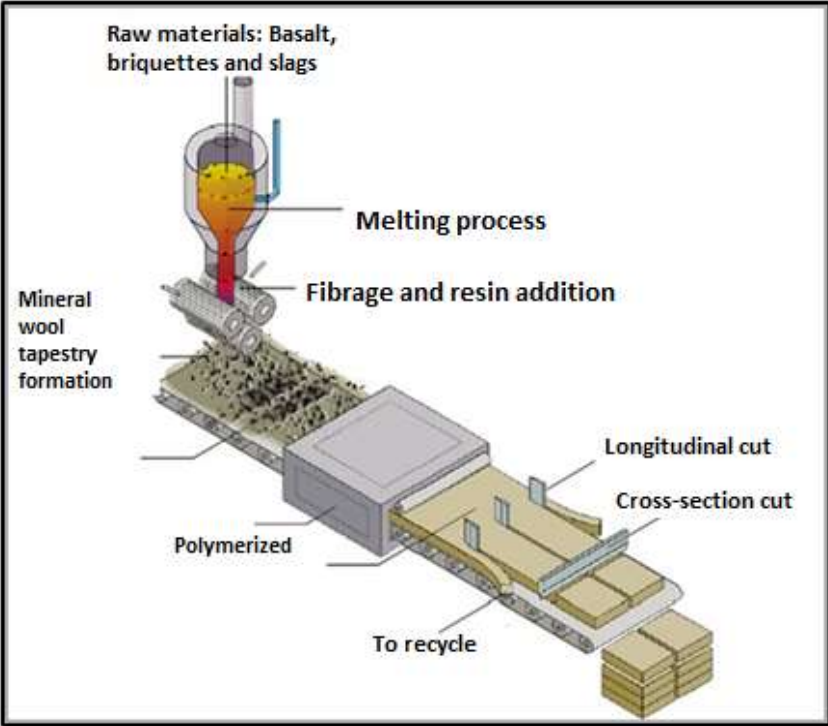 Raw materials: Basalt,
briquettes and slags
Melting process
Fibrage and resin addition
Mineral
wool
tapestry
formation
Longitudinal cut
Cross-section cut
Polymerized
To recycle